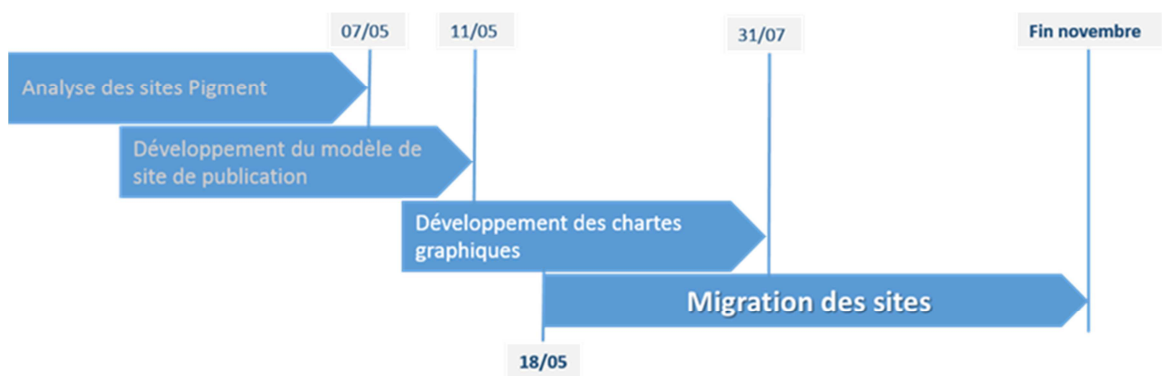 07/05
11/05
31/07
Fin novembre
Analyse des sites Pigment
Développement du modèle de
site de publication
Développement des chartes
graphiques
Migration des sites
18/05